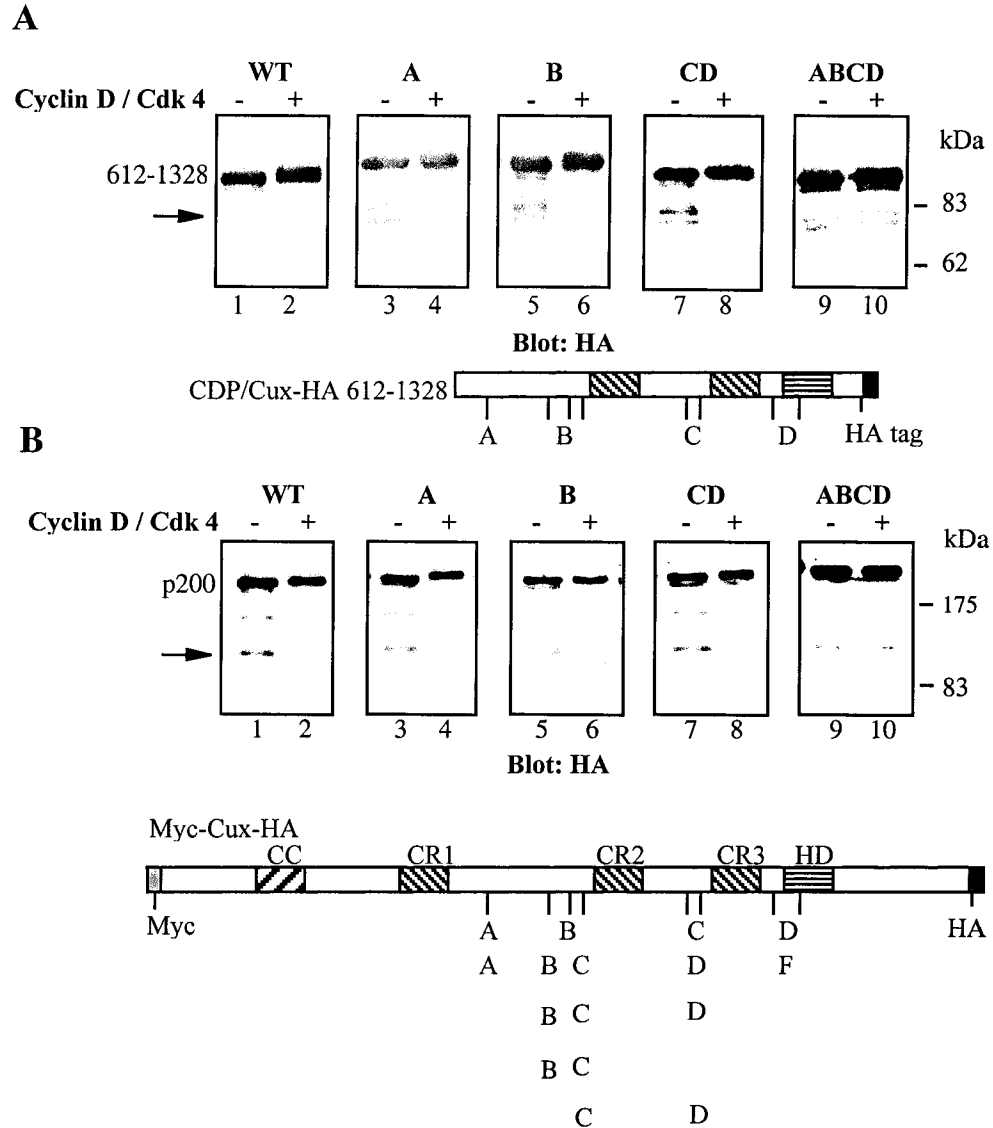 A
WT A B CD ABCD
Cyclin D / Cdk 4 - + - + - + - + - +
kDa
612-1328
83
62
1 2 3 4 5 6 7 8 9 10
Blot: HA
CDP/Cux-HA 612-1328
A B C D HA tag
B
WT A B CD ABCD
Cyclin D / Cdk 4 - + - + - + - + - +
kDa
p200
175
83
1 2 3 4 5 6 7 8 9 10
Blot: HA
Myc-Cux-HA
CC CR1 CR2 CR3 HD
Myc A B C D HA
A B C D F
B C D
B C
C D